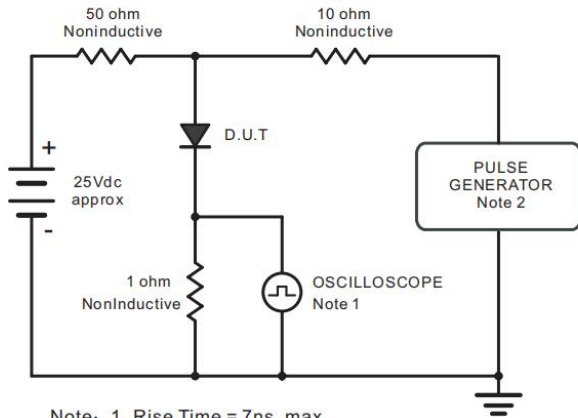 50 ohm
Noninductive
10 ohm
Noninductive
+
D.U.T
25Vdc
approx
-
PULSE
GENERATOR
Note 2
1 ohm
NonInductive
OSCILLOSCOPE
Note 1
Note: 1. Rise Time = 7ns, max.